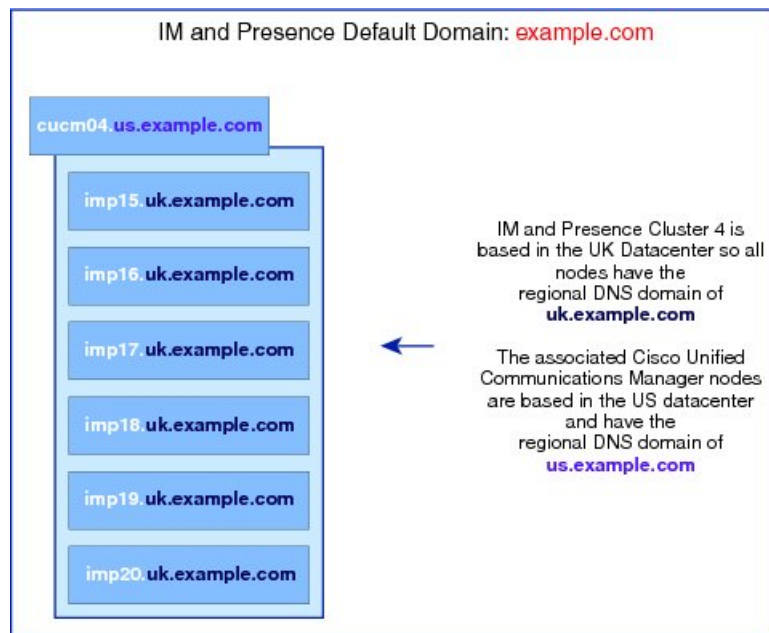 IM and Presence Default Domain: example.com
cucm04.us.example.com
imp15.uk.example.com
imp16.uk.example.com
imp17.uk.example.com
imp18.uk.example.com
imp19.uk.example.com
imp20.uk.example.com
IM and Presence Cluster 4 is
based in the UK Datacenter so all
nodes have the
regional DNS domain of
uk.example.com
The associated Cisco Unified
Communications Manager nodes
are based in the US datacenter
and have the
regional DNS domain of
us.example.com